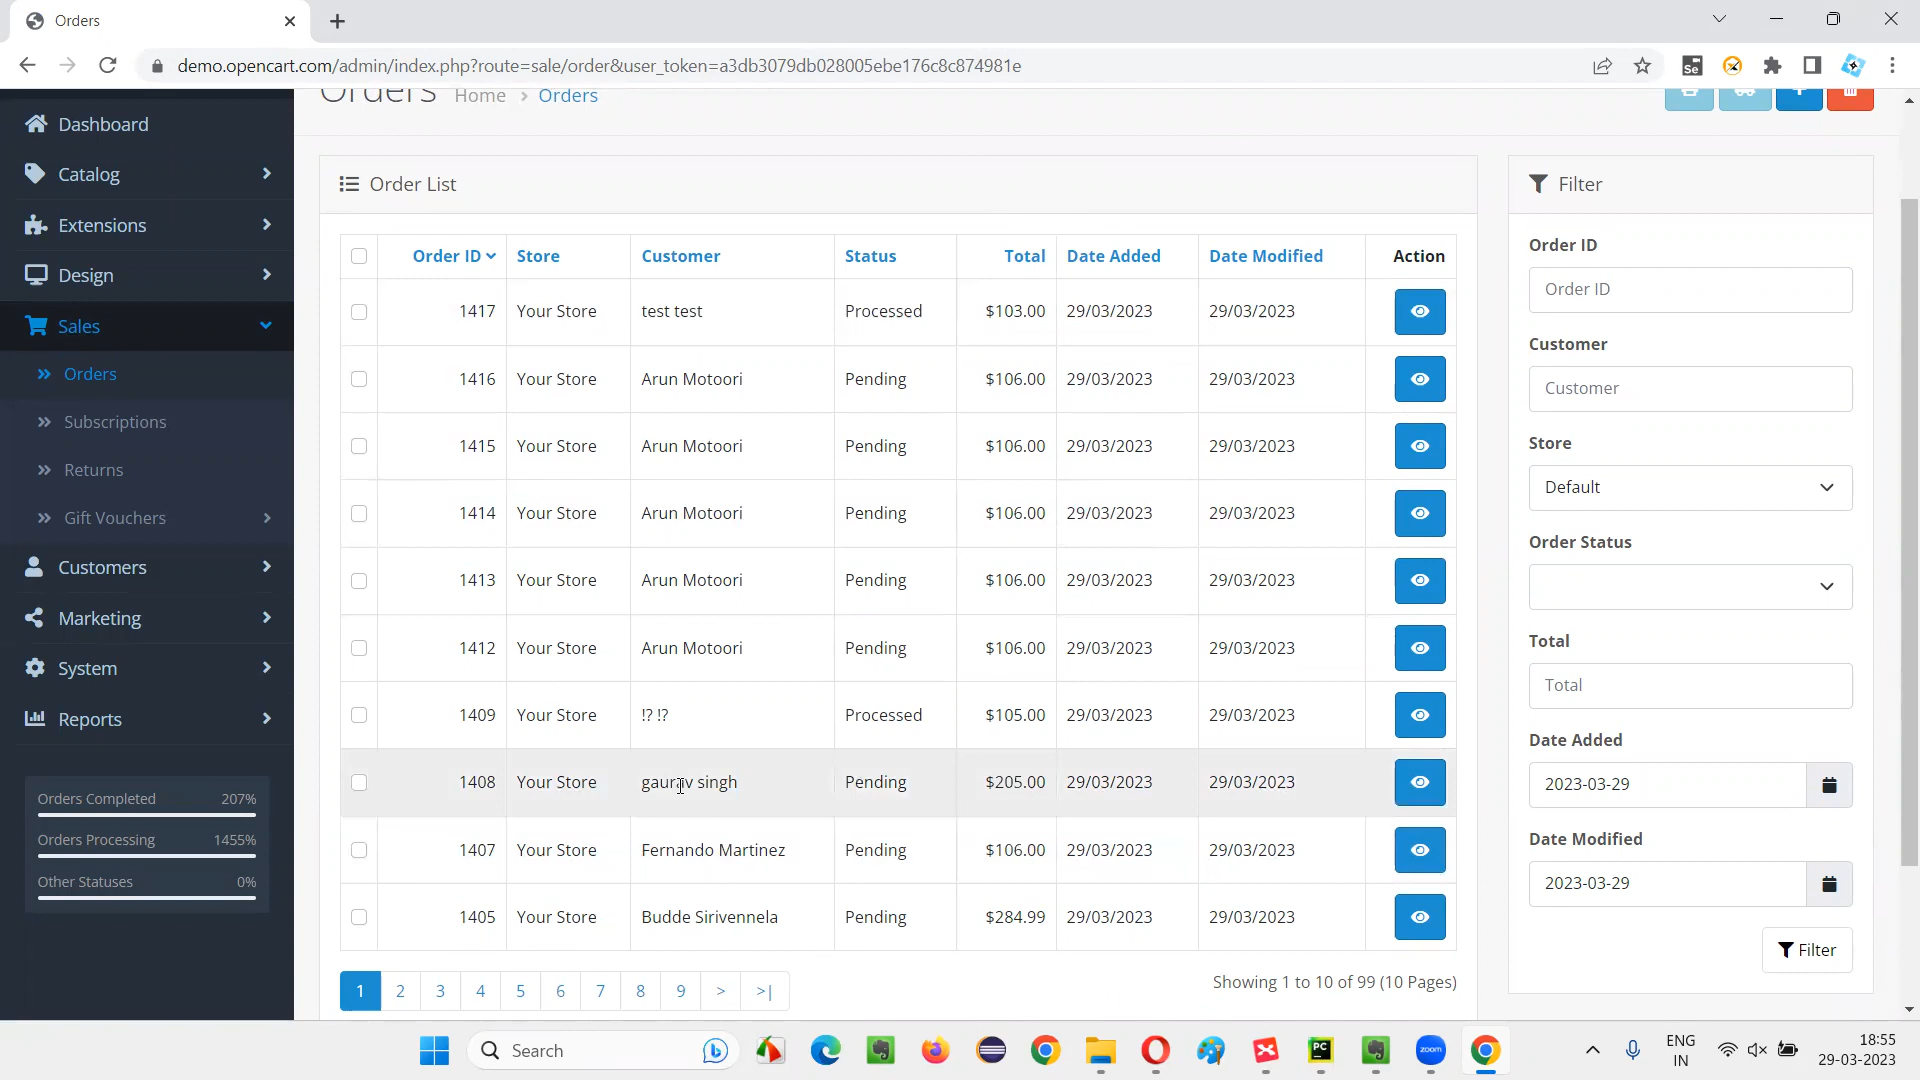 Orders
demo.opencart.com/admin/index.php?route=sale/order&user_token=a3db3079db028005ebe176c8c874981e
Orders Home > Orders
Dashboard
Catalog
Extensions
Design
Sales
Orders
Subscriptions
Returns
Gift Vouchers
Customers
Marketing
System
Reports
Orders Completed 207%
Orders Processing 1455%
Other Statuses 0%
Order List
Order ID Store Customer Status Total Date Added Date Modified Action
1417 Your Store test test Processed $103.00 29/03/2023 29/03/2023
1416 Your Store Arun Motoori Pending $106.00 29/03/2023 29/03/2023
1415 Your Store Arun Motoori Pending $106.00 29/03/2023 29/03/2023
1414 Your Store Arun Motoori Pending $106.00 29/03/2023 29/03/2023
1413 Your Store Arun Motoori Pending $106.00 29/03/2023 29/03/2023
1412 Your Store Arun Motoori Pending $106.00 29/03/2023 29/03/2023
1409 Your Store !? !? Processed $105.00 29/03/2023 29/03/2023
1408 Your Store gaurav singh Pending $205.00 29/03/2023 29/03/2023
1407 Your Store Fernando Martinez Pending $106.00 29/03/2023 29/03/2023
1405 Your Store Budde Sirivennela Pending $284.99 29/03/2023 29/03/2023
1 2 3 4 5 6 7 8 9 > >|
Showing 1 to 10 of 99 (10 Pages)
Filter
Order ID
Order ID
Customer
Customer
Store
Default
Order Status
Total
Total
Date Added
2023-03-29
Date Modified
2023-03-29
Filter
Search
Se
PC
zoom
ENG
IN
18:55
29-03-2023